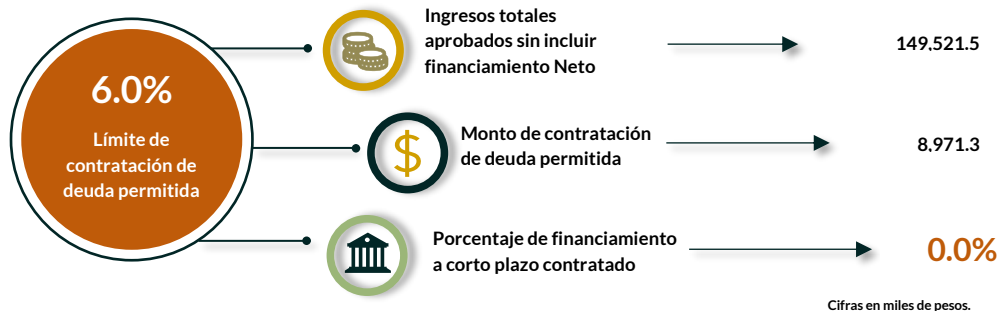 6.0%
Límite de
contratación de
deuda permitida
Ingresos totales
aprobados sin incluir
financiamiento Neto
149,521.5
$
Monto de contratación
de deuda permitida
8,971.3
Porcentaje de financiamiento
a corto plazo contratado
0.0%
Cifras en miles de pesos.